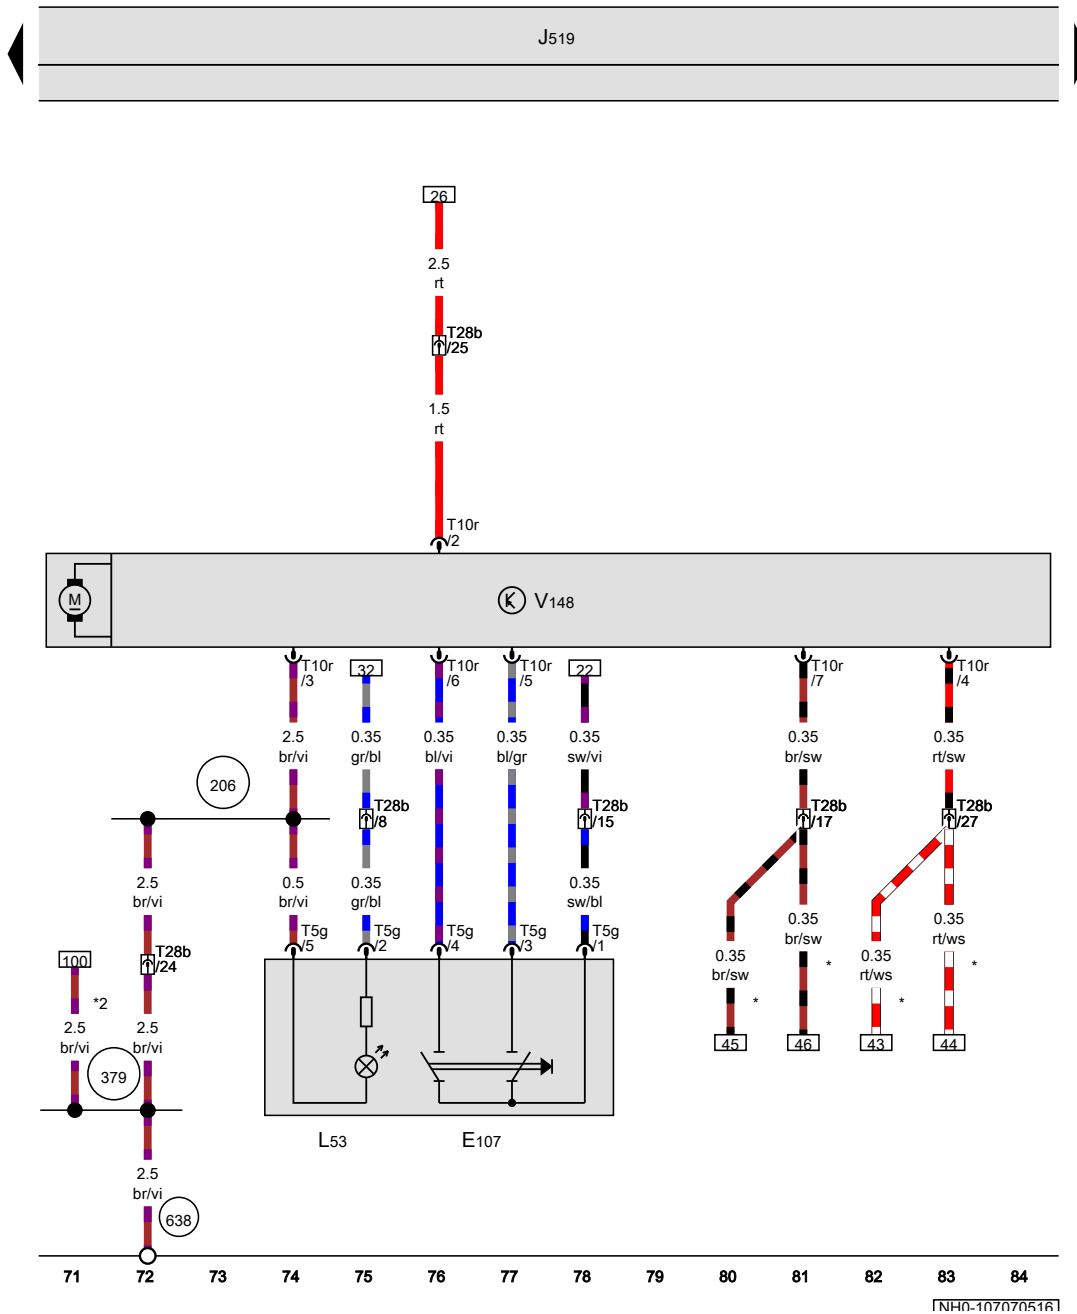 J519
26
2.5
rt
T28b
/25
1.5
rt
T10r
/2
M
V148
T10r
/3
32
T10r
/6
T10r
/5
22
T10r
/7
T10r
/4
2.5
br/vi
0.35
gr/bl
0.35
bl/vi
0.35
bl/gr
0.35
sw/vi
0.35
br/sw
0.35
rt/sw
206
T28b
/8
T28b
/15
T28b
/17
T28b
/27
2.5
br/vi
0.5
br/vi
0.35
gr/bl
0.35
sw/bl
T5g
/5
T5g
/2
T5g
/4
T5g
/3
T5g
/1
0.35
br/sw
*
0.35
rt/ws
*
100
*2
T28b
/24
0.35
br/sw
*
0.35
rt/ws
*
2.5
br/vi
2.5
br/vi
45
46
43
44
379
L53
E107
2.5
br/vi
638
71 72 73 74 75 76 77 78 79 80 81 82 83 84
NH0-107070516